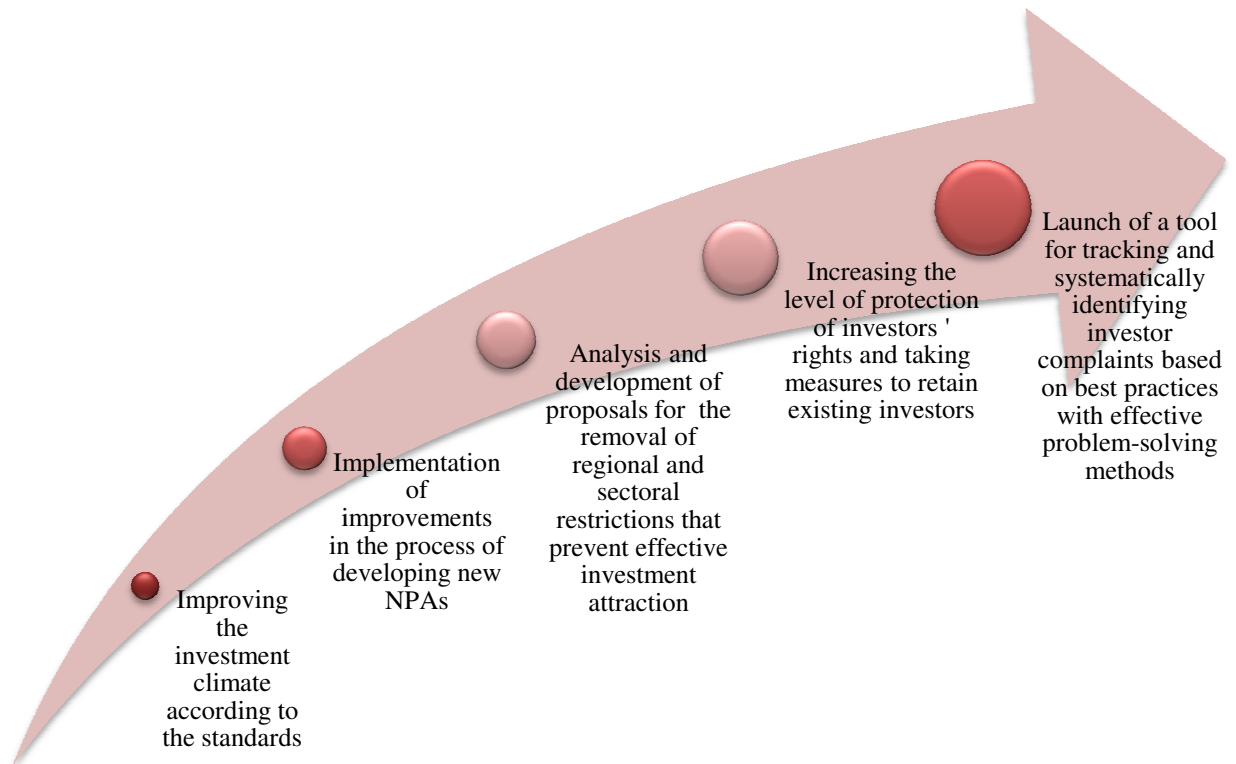 Improving
the
investment
climate
according to
the standards
Implementation
of
improvements
in the process of
developing new
NPAs
Analysis and
development of
proposals for  the
removal of
regional and
sectoral
restrictions that
prevent effective
investment
attraction
Increasing the
level of protection
of investors '
rights and taking
measures to retain
existing investors
Launch of a tool
for tracking and
systematically
identifying
investor
complaints based
on best practices
with effective
problem-solving
methods